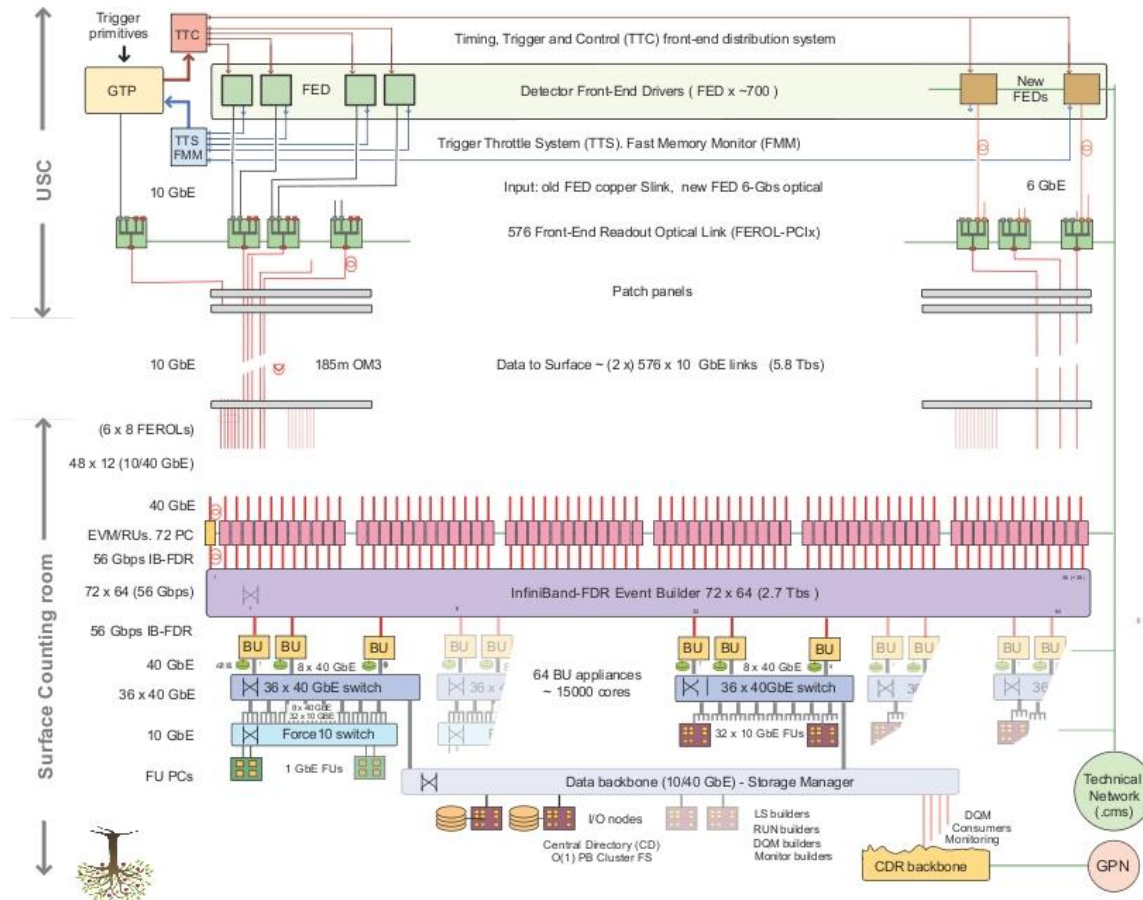 Trigger
primitives
TTC
Timing, Trigger and Control (TTC) front-end distribution system
GTP
FED
Detector Front-End Drivers ( FED x ~700 )
New
FEDs
TTS
FMM
Trigger Throttle System (TTS). Fast Memory Monitor (FMM)
USC
10 GbE
Input: old FED copper Slink, new FED 6-Gbs optical
6 GbE
576 Front-End Readout Optical Link (FEROL-PCIx)
Patch panels
10 GbE
185m OM3
Data to Surface ~ (2 x) 576 x 10 GbE links (5.8 Tbs)
(6 x 8 FEROLs)
48 x 12 (10/40 GbE)
40 GbE
EVM/RUs. 72 PC
56 Gbps IB-FDR
72 x 64 (56 Gbps)
InfiniBand-FDR Event Builder 72 x 64 (2.7 Tbs )
Surface Counting room
56 Gbps IB-FDR
BU
BU
BU
BU
BU
BU
BU
BU
BU
BU
BU
BU
40 GbE
8 x 40 GbE
8 x 40 GbE
64 BU appliances
~ 15000 cores
36 x 40 GbE
36 x 40 GbE switch
36 x 4
36 x 40GbE switch
8 x 40GBE
32 x 10 GBE
10 GbE
Force10 switch
32 x 10 GbE FUs
FU PCs
1 GbE FUs
Data backbone (10/40 GbE) - Storage Manager
Technical
Network
(.cms)
I/O nodes
Central Directory (CD)
O(1) PB Cluster FS
LS builders
RUN builders
DQM builders
Monitor builders
DQM
Consumers
Monitoring
CDR backbone
GPN